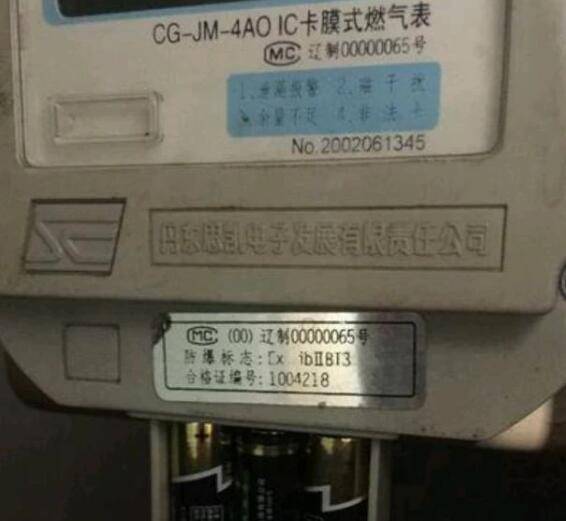 CG-JM-4AO IC卡膜式燃气表
MC 辽制00000065号
1.泄漏报警 2.磁干扰
3.余量不足 4.非法卡
No.2002061345
丹东思凯电子发展有限责任公司
MC (00) 辽制00000065号
防爆标志:Ex ibⅡBT3
合格证编号:1004218